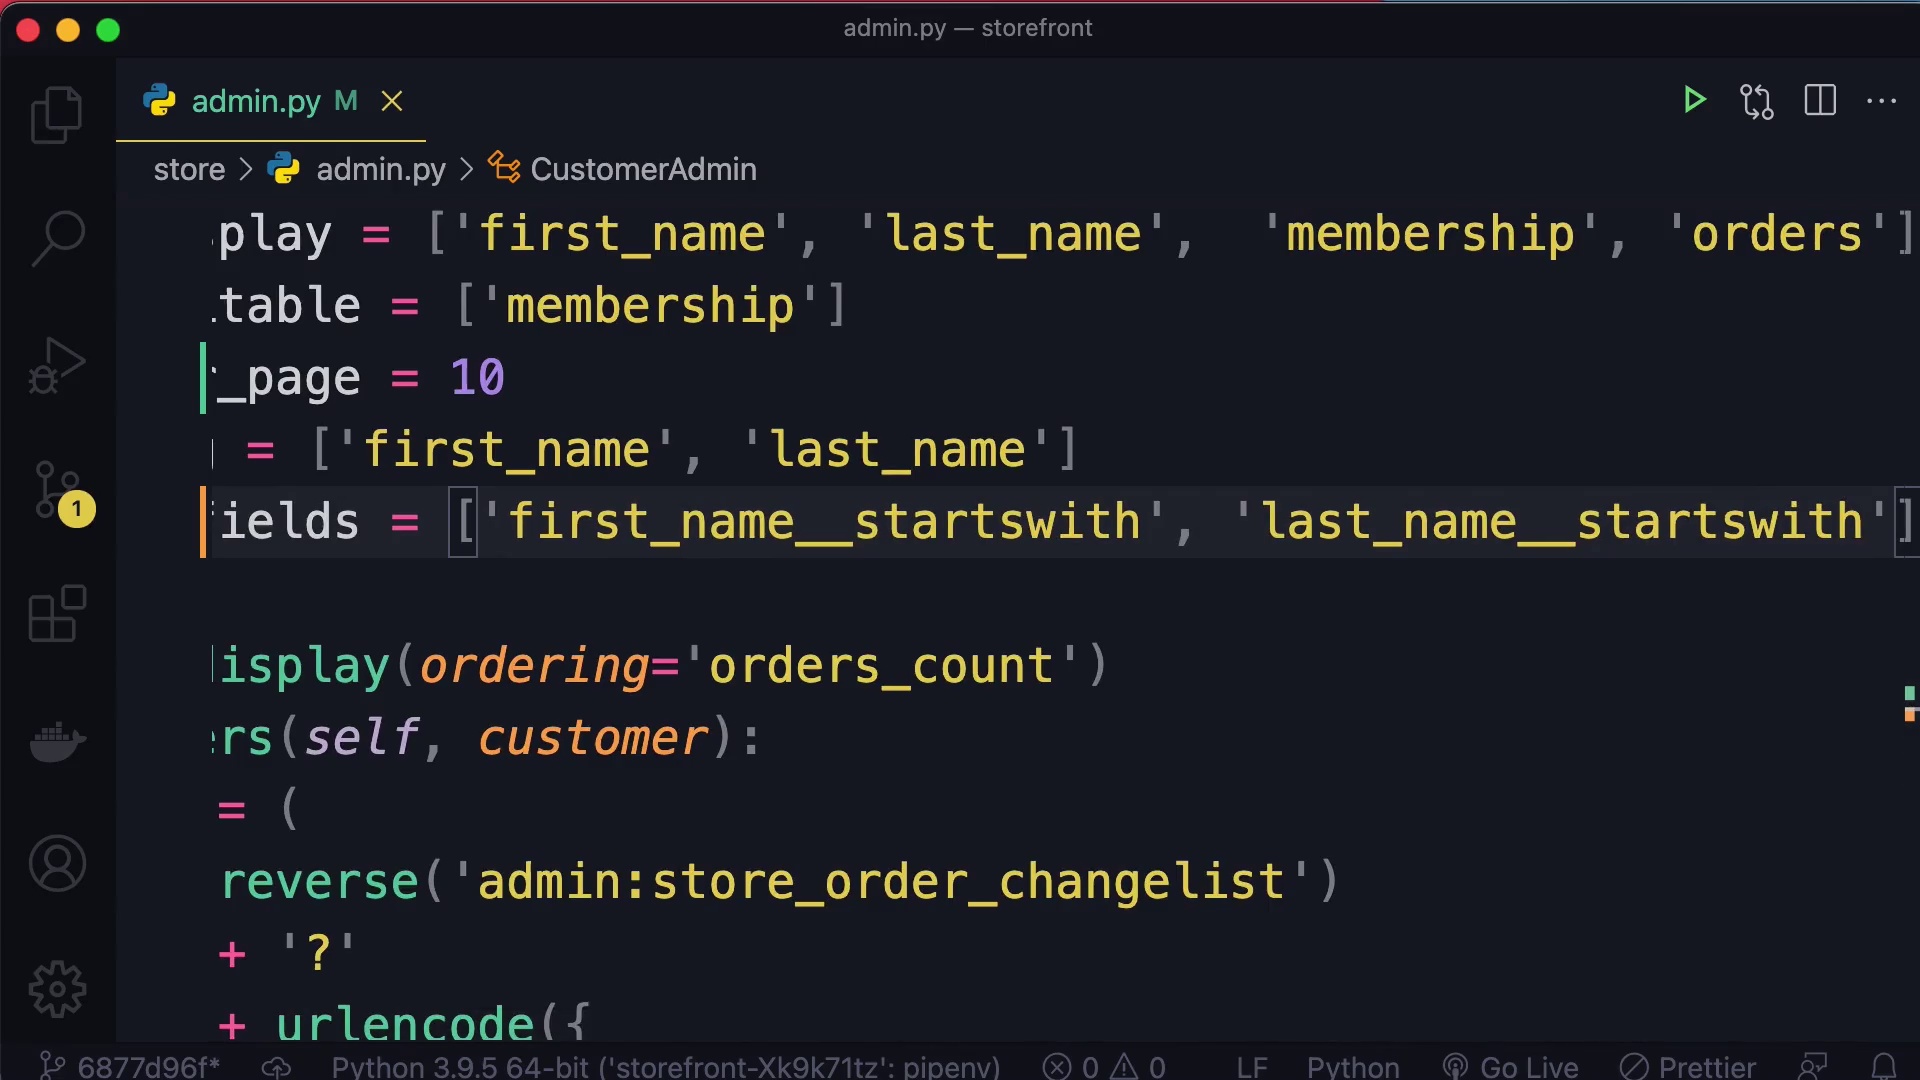 admin.py — storefront
admin.py M
store > admin.py > CustomerAdmin
play = ['first_name', 'last_name',  'membership', 'orders']
table = ['membership']
_page = 10
= ['first_name', 'last_name']
ields = ['first_name__startswith', 'last_name__startswith']
isplay(ordering='orders_count')
ers(self, customer):
= (
reverse('admin:store_order_changelist')
+ '?'
+ urlencode({
1
6877d96f* Python 3.9.5 64-bit ('storefront-Xk9k71tz': pipenv) 0 0 LF Python Go Live Prettier